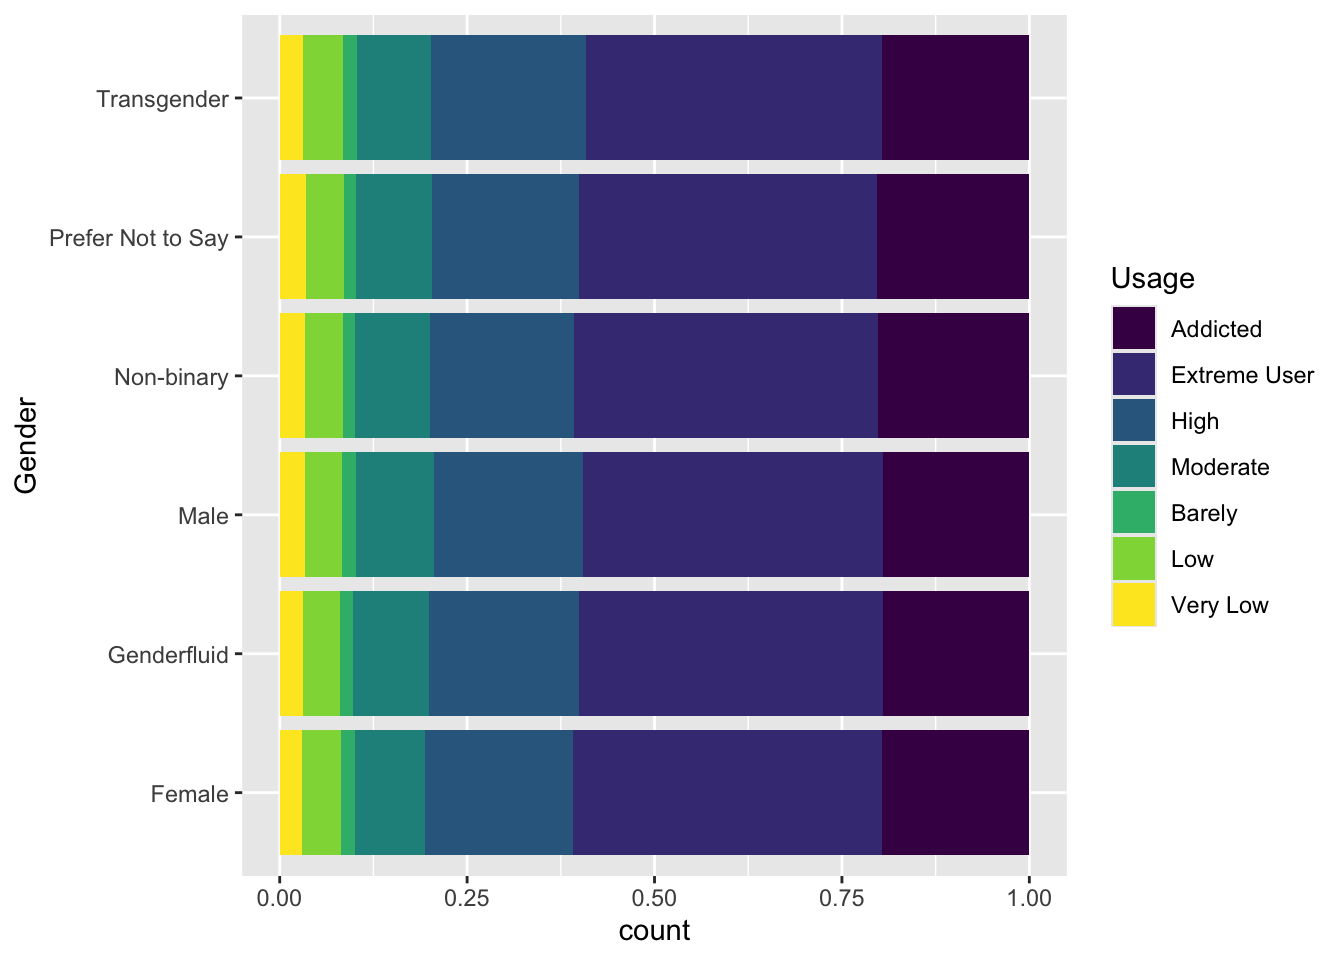 Transgender
Prefer Not to Say
Non-binary
Male
Genderfluid
Female
Gender
0.00 0.25 0.50 0.75 1.00
count
Usage
Addicted
Extreme User
High
Moderate
Barely
Low
Very Low